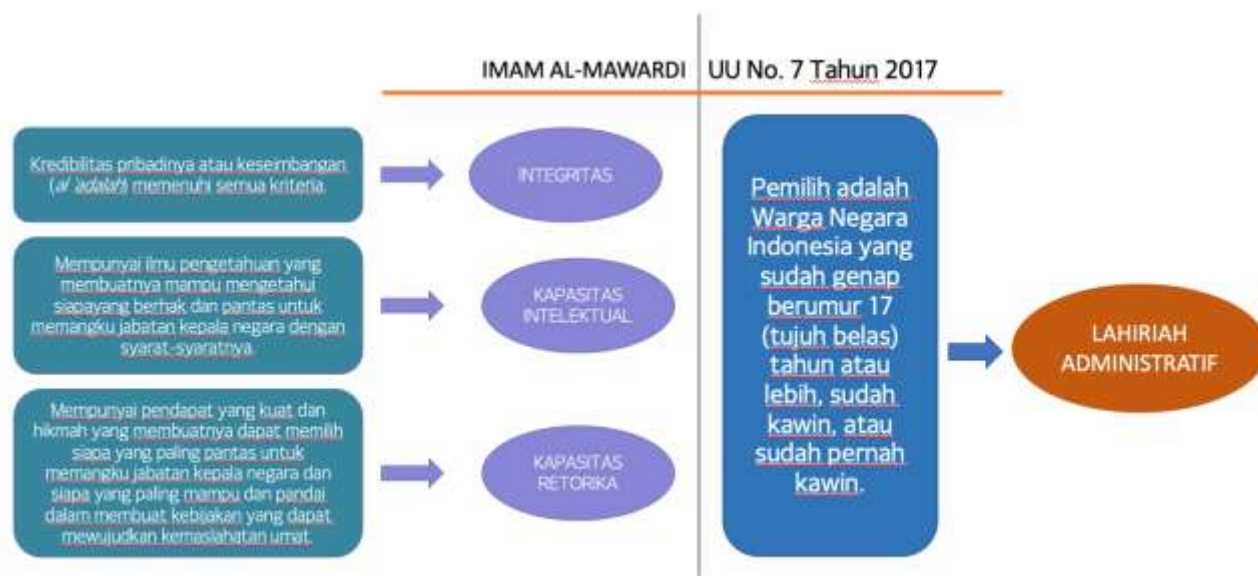 IMAM AL-MAWARDI
UU No. 7 Tahun 2017
Kredibilitas pribadinya atau keseimbangan
(al adalah) memenuhi semua kriteria.
INTEGRITAS
Mempunyai ilmu pengetahuan yang
membuatnya mampu mengetahui
siapayang berhak dan pantas untuk
memangku jabatan kepala negara dengan
syarat-syaratnya.
KAPASITAS
INTELEKTUAL
Mempunyai pendapat yang kuat dan
hikmah yang membuatnya dapat memilih
siapa yang paling pantas untuk
memangku jabatan kepala negara dan
siapa yang paling mampu dan pandai
dalam membuat kebijakan yang dapat
mewujudkan kemaslahatan umat.
KAPASITAS
RETORIKA
Pemilih adalah
Warga Negara
Indonesia yang
sudah genap
berumur 17
(tujuh belas)
tahun atau
lebih, sudah
kawin, atau
sudah pernah
kawin.
LAHIRIAH
ADMINISTRATIF